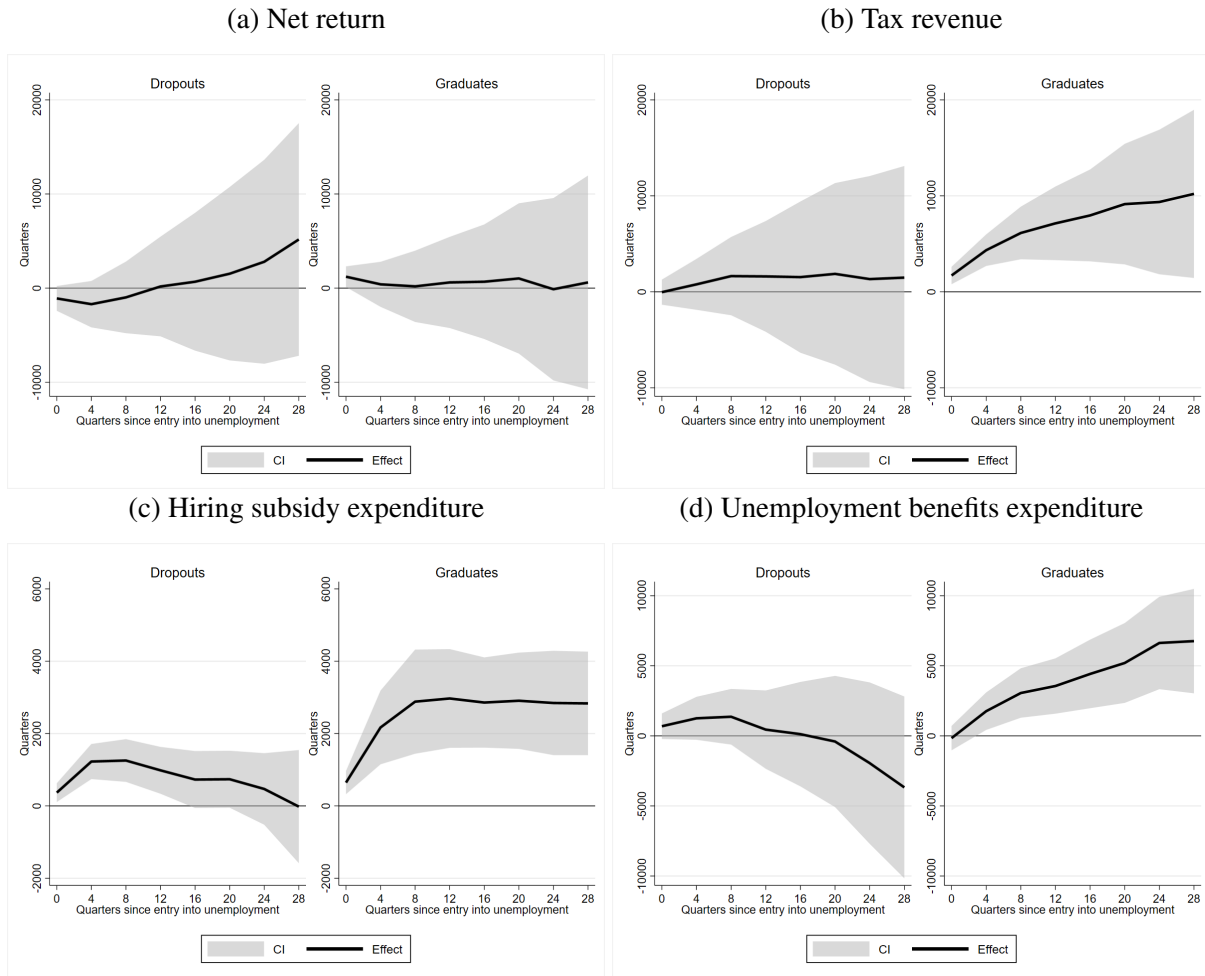 (a) Net return
(b) Tax revenue
Dropouts
Graduates
Quarters
20000
10000
0
-10000
0 4 8 12 16 20 24 28
Quarters since entry into unemployment
Quarters
20000
10000
0
-10000
0 4 8 12 16 20 24 28
Quarters since entry into unemployment
CI Effect
Dropouts
Graduates
Quarters
20000
10000
0
-10000
0 4 8 12 16 20 24 28
Quarters since entry into unemployment
Quarters
20000
10000
0
-10000
0 4 8 12 16 20 24 28
Quarters since entry into unemployment
CI Effect
(c) Hiring subsidy expenditure
(d) Unemployment benefits expenditure
Dropouts
Graduates
Quarters
6000
4000
2000
0
-2000
0 4 8 12 16 20 24 28
Quarters since entry into unemployment
Quarters
6000
4000
2000
0
-2000
0 4 8 12 16 20 24 28
Quarters since entry into unemployment
CI Effect
Dropouts
Graduates
Quarters
10000
5000
0
-5000
-10000
0 4 8 12 16 20 24 28
Quarters since entry into unemployment
Quarters
10000
5000
0
-5000
-10000
0 4 8 12 16 20 24 28
Quarters since entry into unemployment
CI Effect